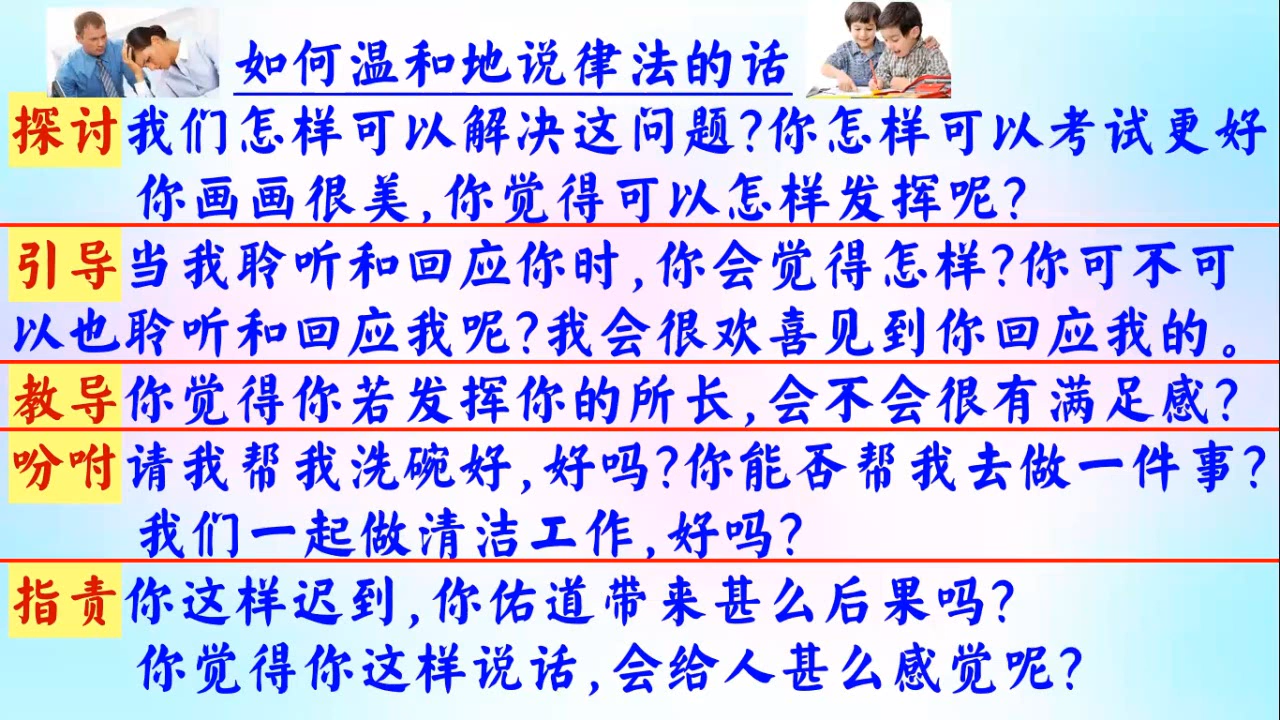 如何温和地说律法的话
探讨我们怎样可以解决这问题?你怎样可以考试更好
你画画很美,你觉得可以怎样发挥呢?
引导当我聆听和回应你时,你会觉得怎样?你可不可
以也聆听和回应我呢?我会很欢喜见到你回应我的。
教导你觉得你若发挥你的所长,会不会很有满足感?
吩咐请我帮我洗碗好,好吗?你能否帮我去做一件事?
我们一起做清洁工作,好吗?
指责你这样迟到,你佑道带来甚么后果吗?
你觉得你这样说话,会给人甚么感觉呢?